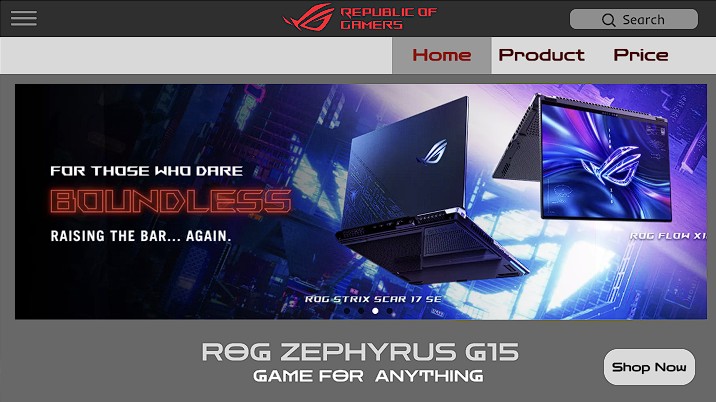 REPUBLIC OF
GAMERS
Search
Home Product Price
FOR THOSE WHO DARE
BOUNDLESS
RAISING THE BAR... AGAIN.
ROG FLOW X1
ROG STRIX SCAR 17 SE
ROG ZEPHYRUS G15
GAME FOR ANYTHING
Shop Now